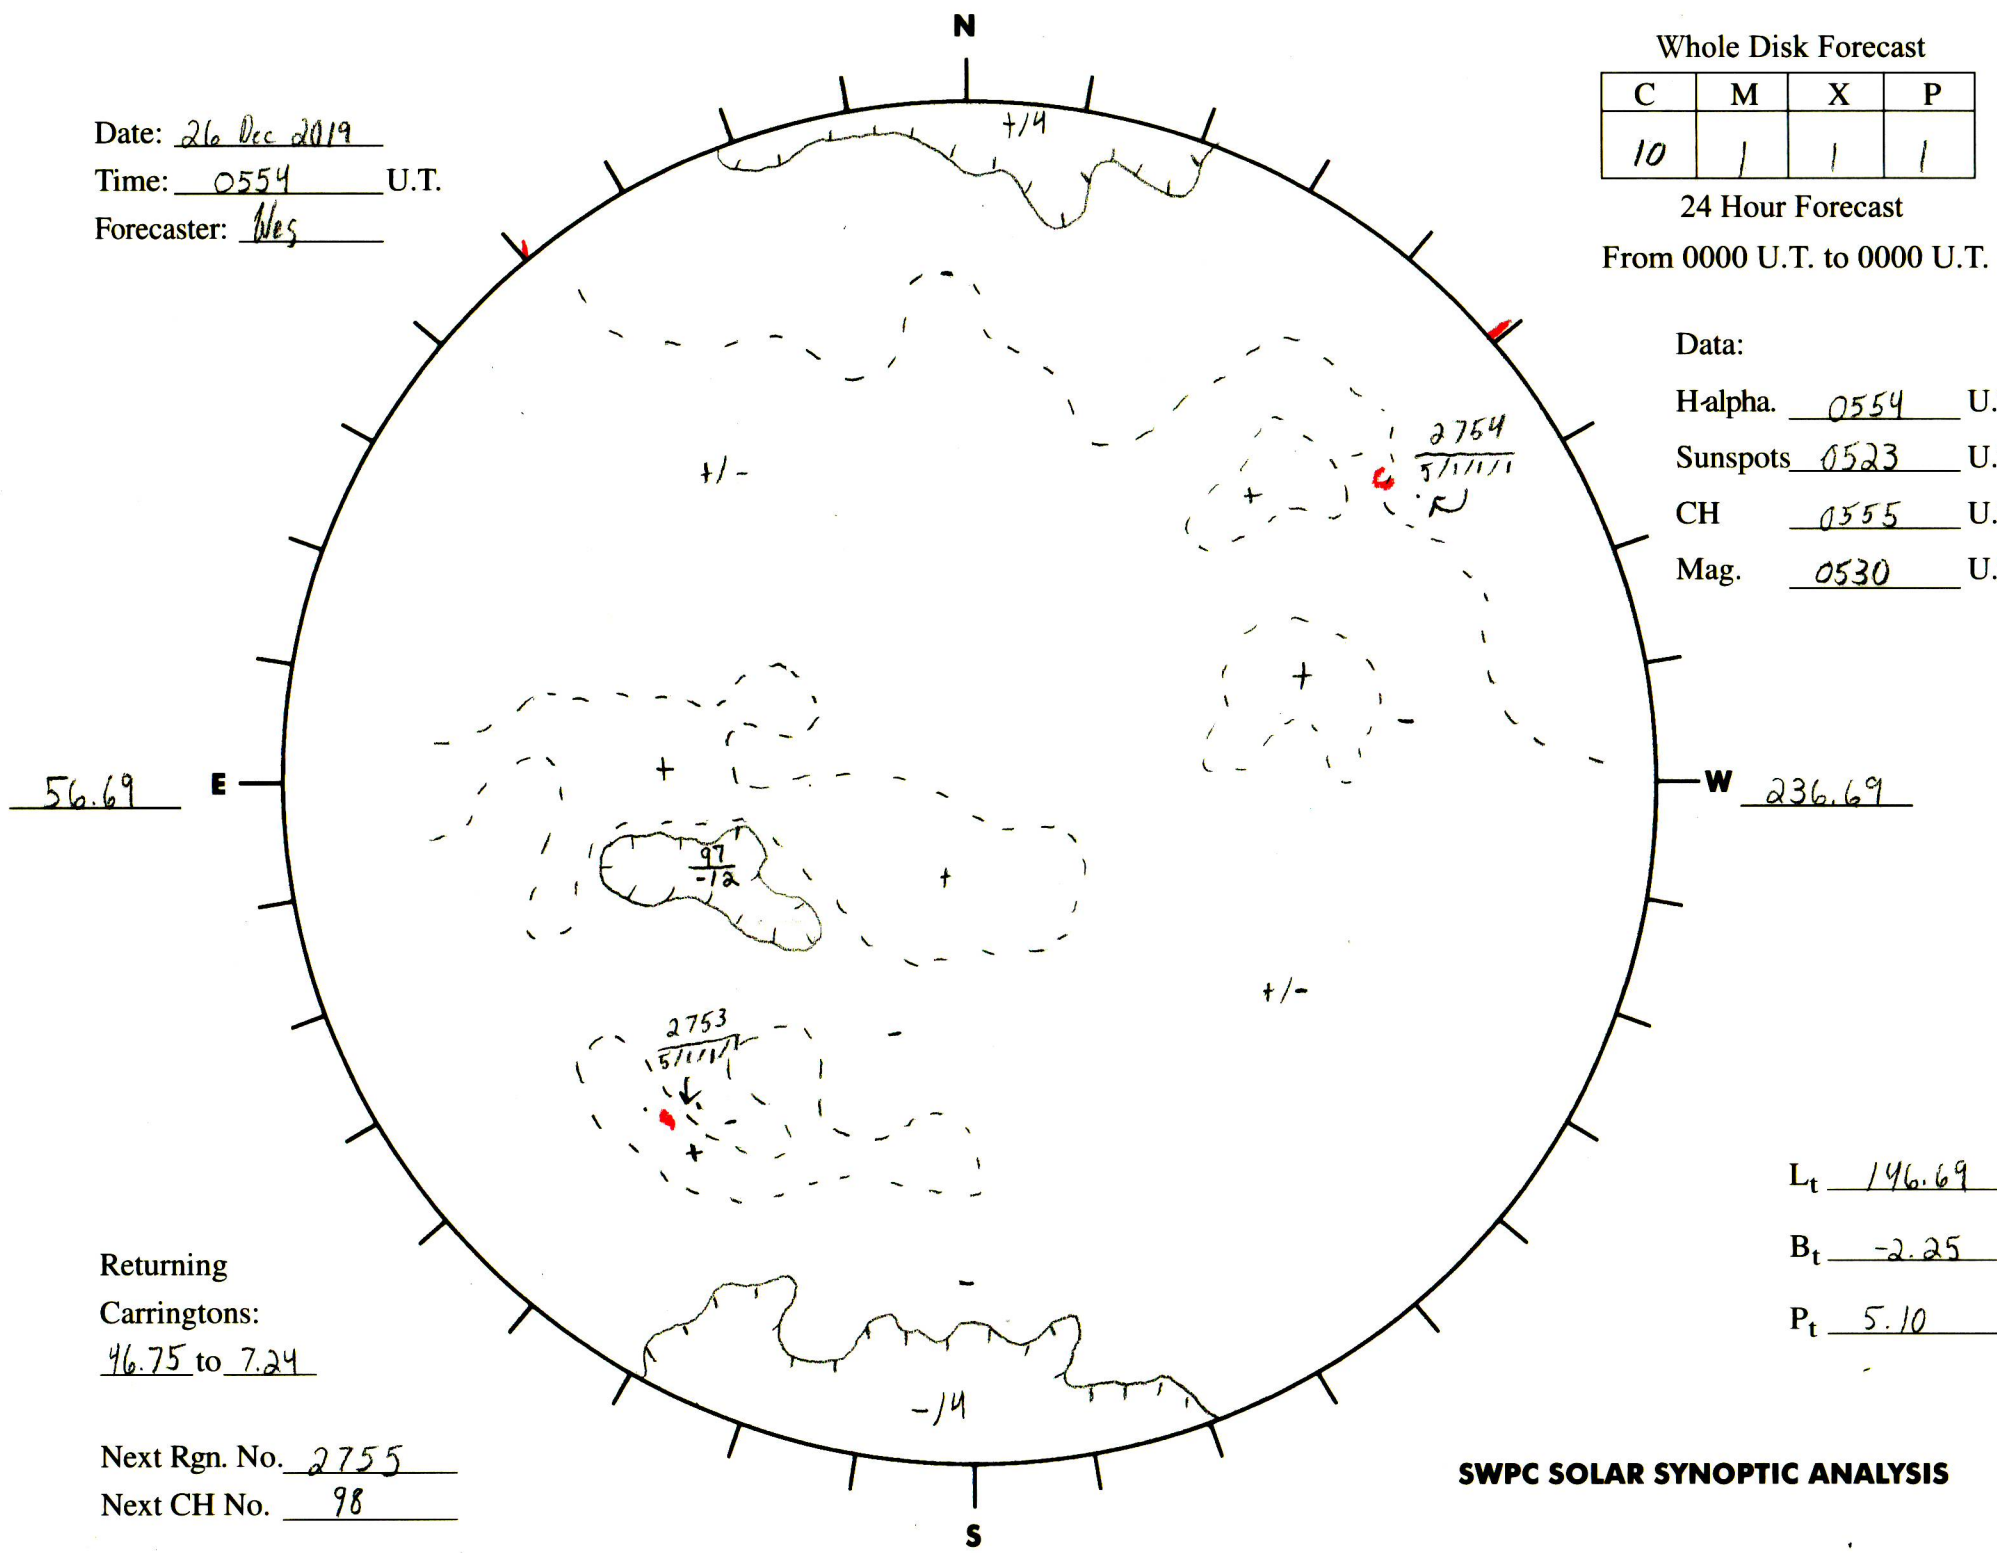 N
Whole Disk Forecast
C M X P
10 1 1 1
24 Hour Forecast
From 0000 U.T. to 0000 U.T.
Date: 26 Dec 2019
Time: 0554 U.T.
Forecaster:
+/4
Data:
H-alpha. 0554 U.
Sunspots 0523 U.
CH 0555 U.
Mag. 0530 U.
2754
5/1/1/1
+/-
+
+
-
56.69 E
+
W 236.69
97
-12
+
+/-
2753
5/1/1/1
-
-
+
Lt 146.69
Bt -2.25
Pt 5.10
-
-14
Returning
Carringtons:
46.75 to 7.24
Next Rgn. No. 2755
Next CH No. 98
SWPC SOLAR SYNOPTIC ANALYSIS
S